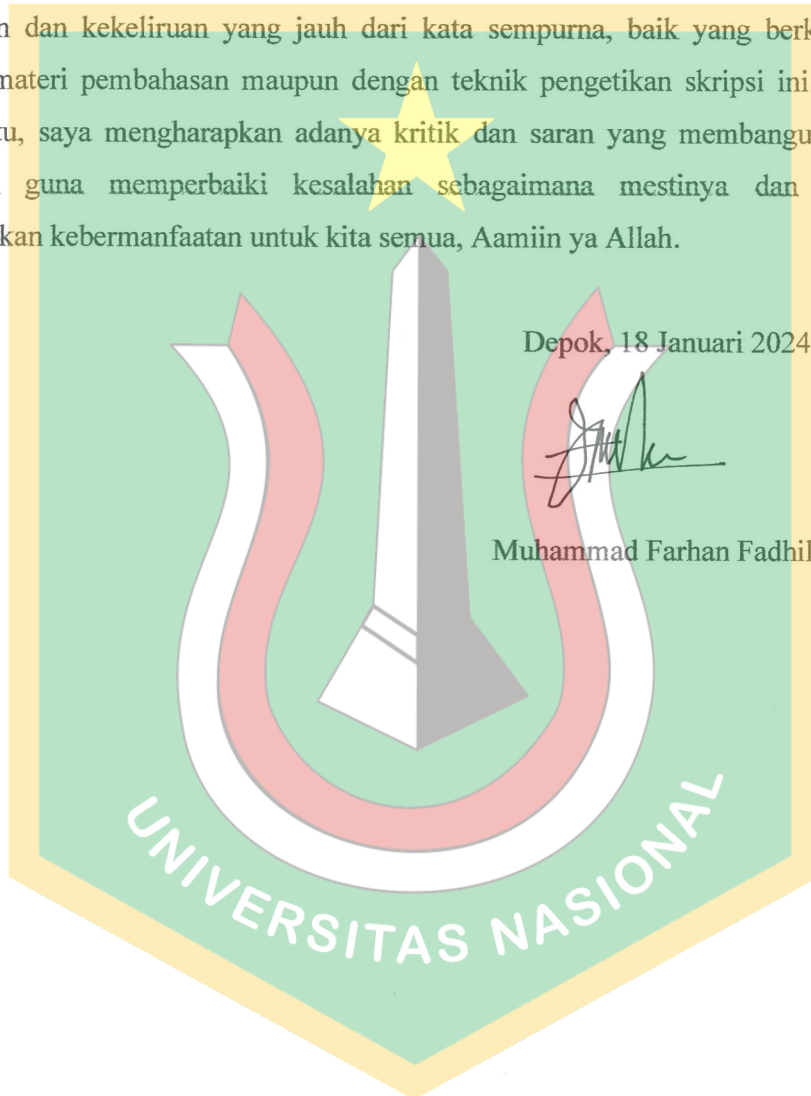 n dan kekeliruan yang jauh dari kata sempurna, baik yang berk
materi pembahasan maupun dengan teknik pengetikan skripsi ini
tu, saya mengharapkan adanya kritik dan saran yang membangu
guna memperbaiki kesalahan sebagaimana mestinya dan
kan kebermanfaatan untuk kita semua, Aamiin ya Allah.
Depok, 18 Januari 2024
Muhammad Farhan Fadhil
UNIVERSITAS NASIONAL